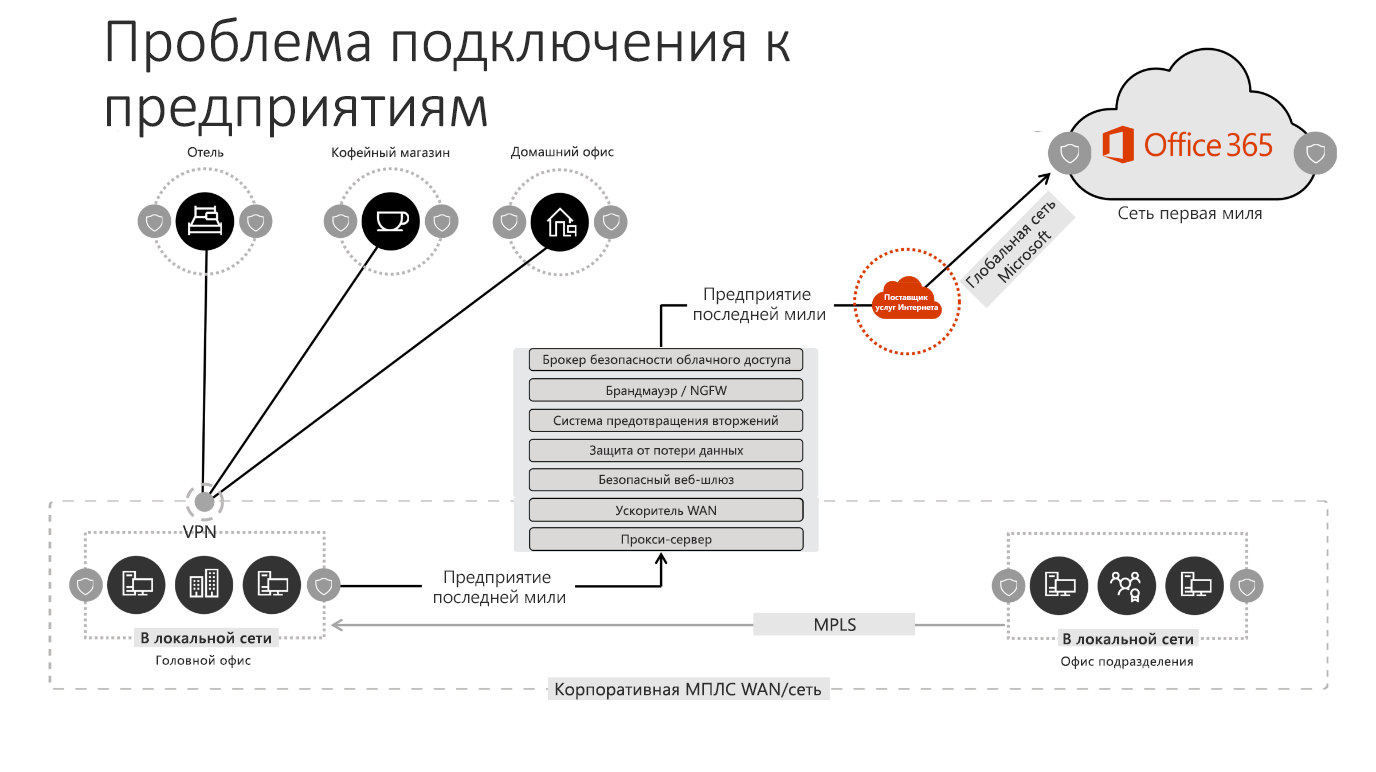 Проблема подключения к
предприятиям
Отель
Кофейный магазин
Домашний офис
Office 365
Сеть первая миля
Глобальная сеть
Microsoft
Поставщик
услуг Интернета
Предприятие
последней мили
Брокер безопасности облачного доступа
Брандмауэр / NGFW
Система предотвращения вторжений
Защита от потери данных
Безопасный веб-шлюз
Ускоритель WAN
Прокси-сервер
VPN
Предприятие
последней мили
MPLS
В локальной сети
Головной офис
В локальной сети
Офис подразделения
Корпоративная МПЛС WAN/сеть